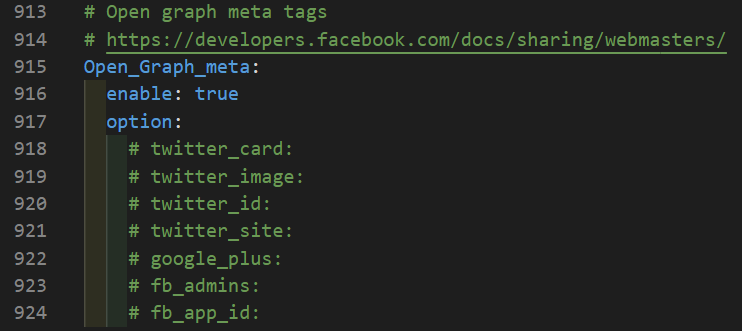 913 # Open graph meta tags
914 # https://developers.facebook.com/docs/sharing/webmasters/
915 Open_Graph_meta:
916 enable: true
917 option:
918 # twitter_card:
919 # twitter_image:
920 # twitter_id:
921 # twitter_site:
922 # google_plus:
923 # fb_admins:
924 # fb_app_id: